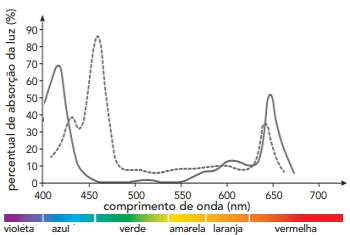 percentual de absorção da luz (%)
90
80
70
60
50
40
30
20
10
0
400 450 500 550 600 650 700
comprimento de onda (nm)
violeta azul verde amarela laranja vermelha